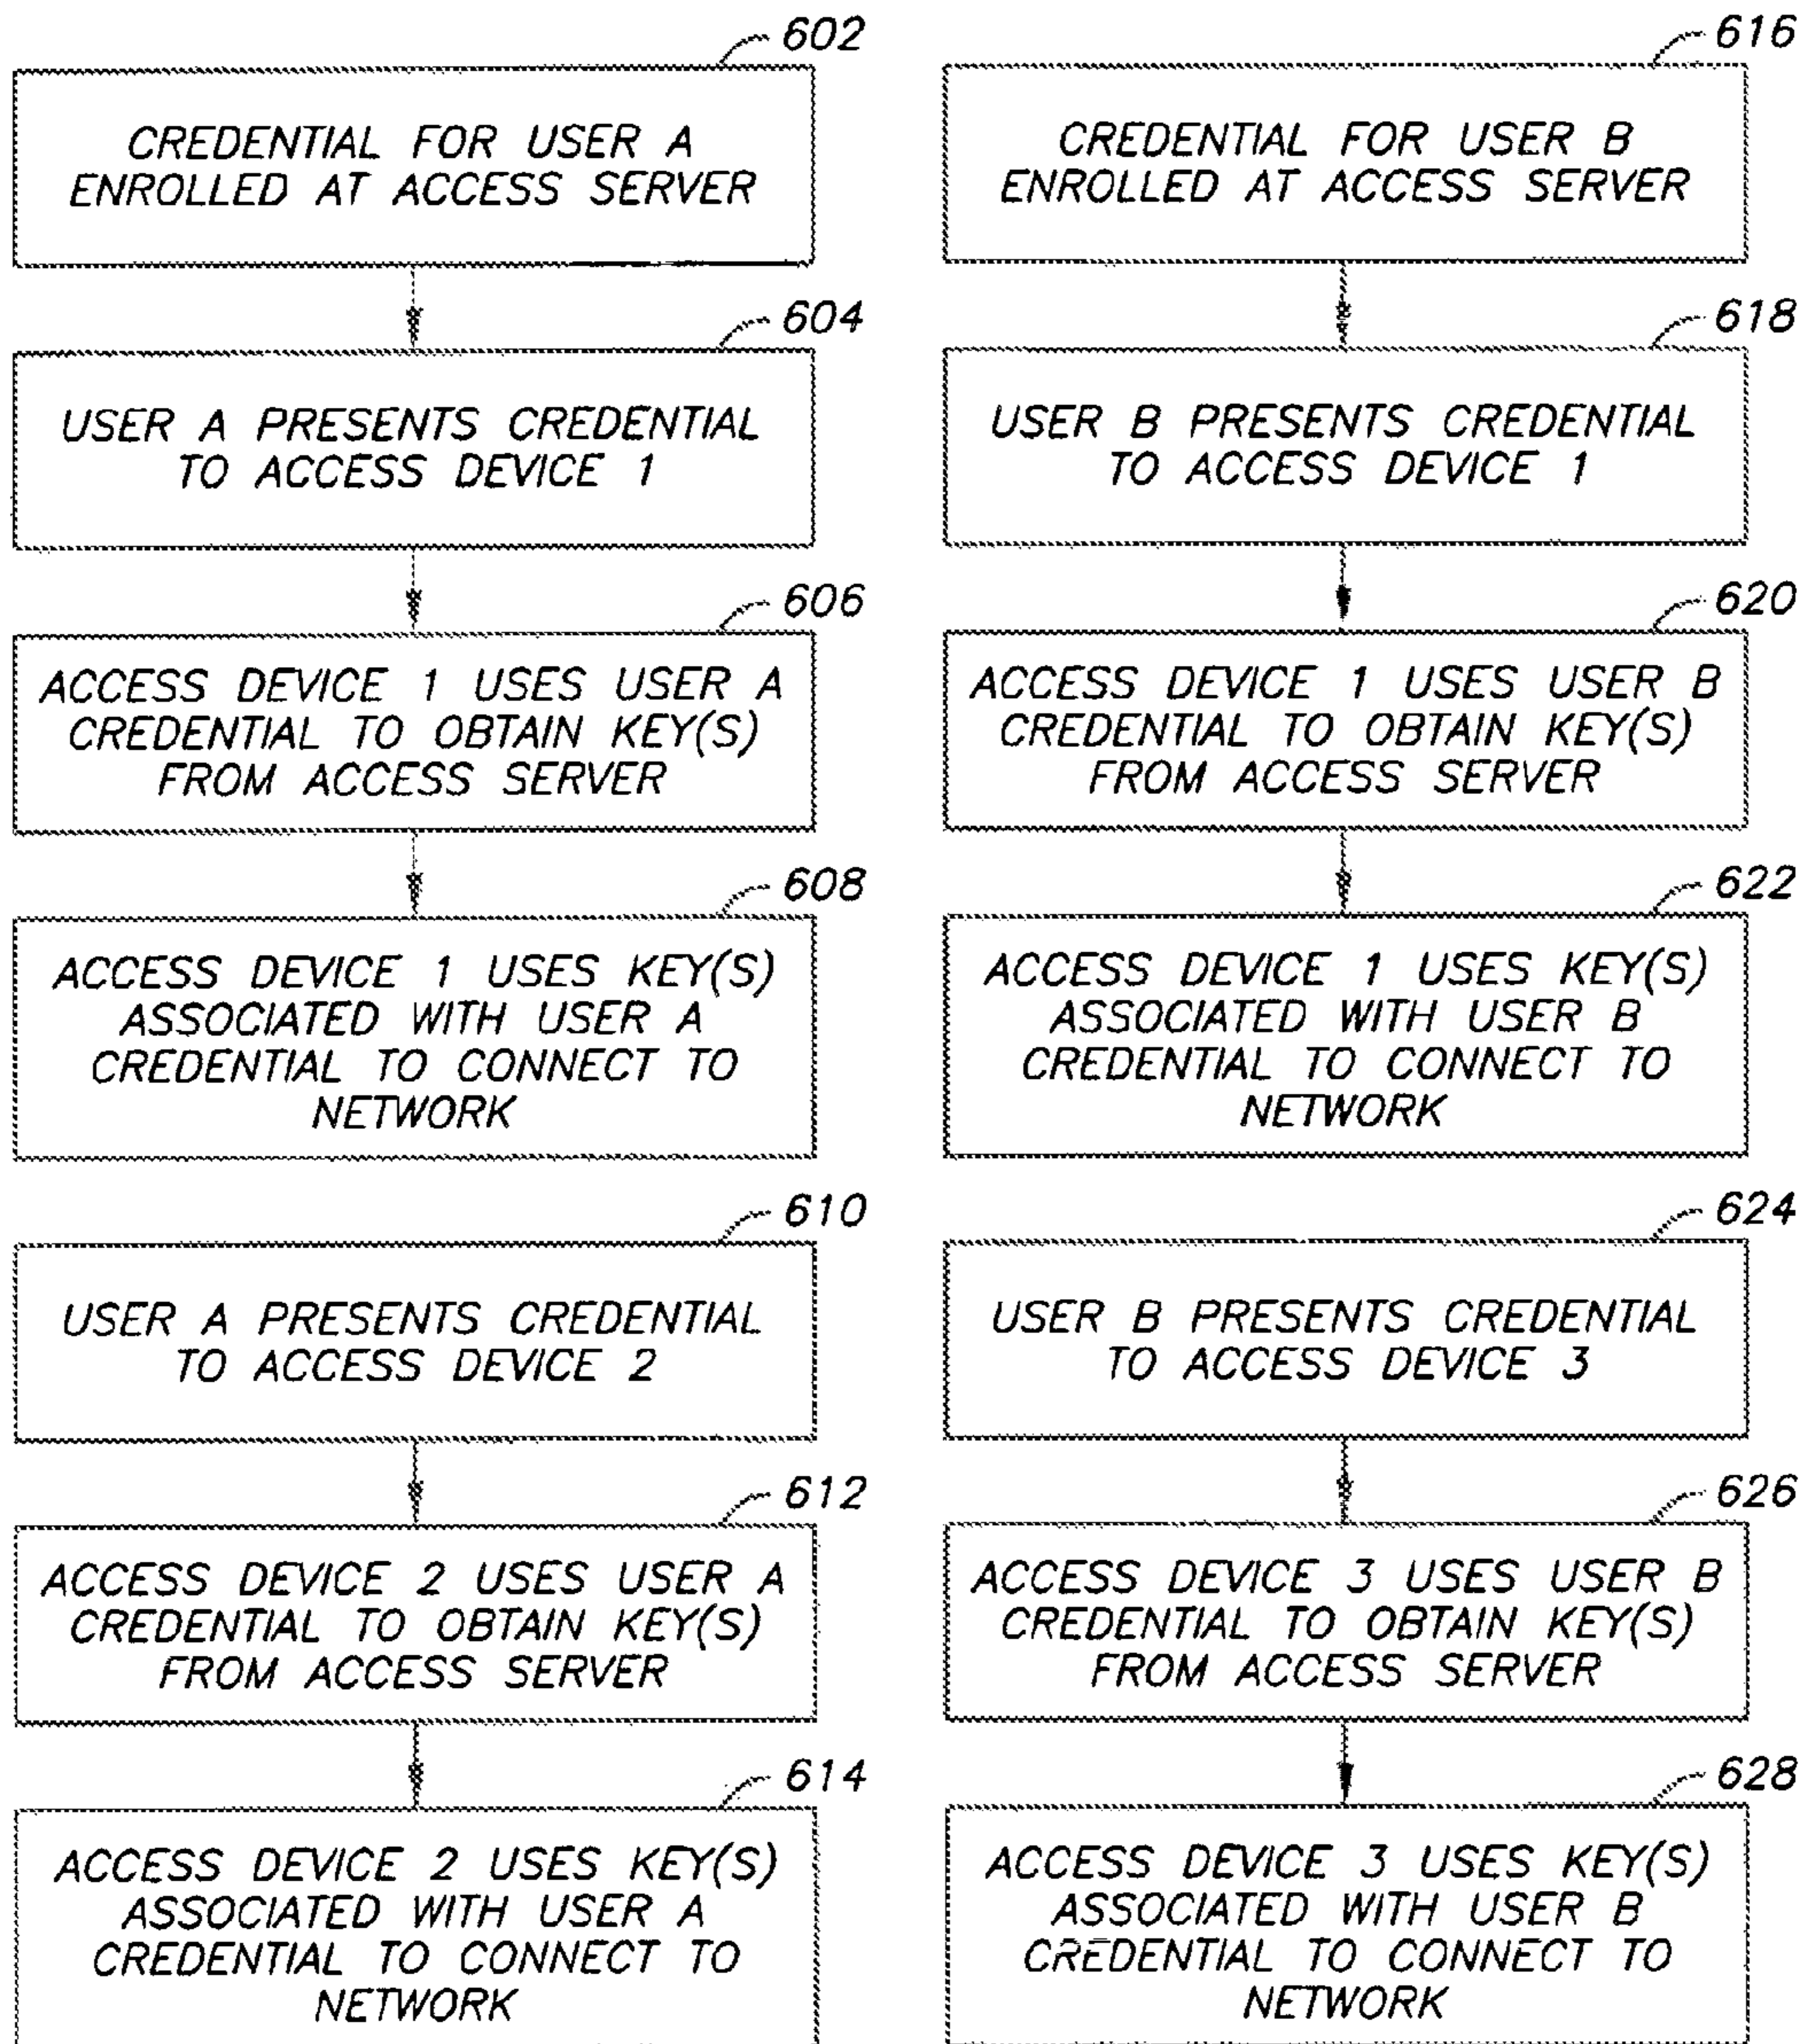 602
CREDENTIAL FOR USER A
ENROLLED AT ACCESS SERVER
604
USER A PRESENTS CREDENTIAL
TO ACCESS DEVICE 1
606
ACCESS DEVICE 1 USES USER A
CREDENTIAL TO OBTAIN KEY(S)
FROM ACCESS SERVER
608
ACCESS DEVICE 1 USES KEY(S)
ASSOCIATED WITH USER A
CREDENTIAL TO CONNECT TO
NETWORK
610
USER A PRESENTS CREDENTIAL
TO ACCESS DEVICE 2
612
ACCESS DEVICE 2 USES USER A
CREDENTIAL TO OBTAIN KEY(S)
FROM ACCESS SERVER
614
ACCESS DEVICE 2 USES KEY(S)
ASSOCIATED WITH USER A
CREDENTIAL TO CONNECT TO
NETWORK
616
CREDENTIAL FOR USER B
ENROLLED AT ACCESS SERVER
618
USER B PRESENTS CREDENTIAL
TO ACCESS DEVICE 1
620
ACCESS DEVICE 1 USES USER B
CREDENTIAL TO OBTAIN KEY(S)
FROM ACCESS SERVER
622
ACCESS DEVICE 1 USES KEY(S)
ASSOCIATED WITH USER B
CREDENTIAL TO CONNECT TO
NETWORK
624
USER B PRESENTS CREDENTIAL
TO ACCESS DEVICE 3
626
ACCESS DEVICE 3 USES USER B
CREDENTIAL TO OBTAIN KEY(S)
FROM ACCESS SERVER
628
ACCESS DEVICE 3 USES KEY(S)
ASSOCIATED WITH USER B
CREDENTIAL TO CONNECT TO
NETWORK